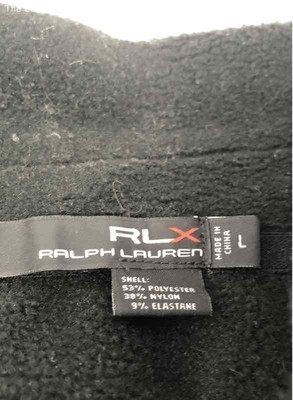 RLX
RALPH LAUREN
MADE IN
CHINA
L
SHELL:
53% POLYESTER
38% NYLON
9% ELASTANE